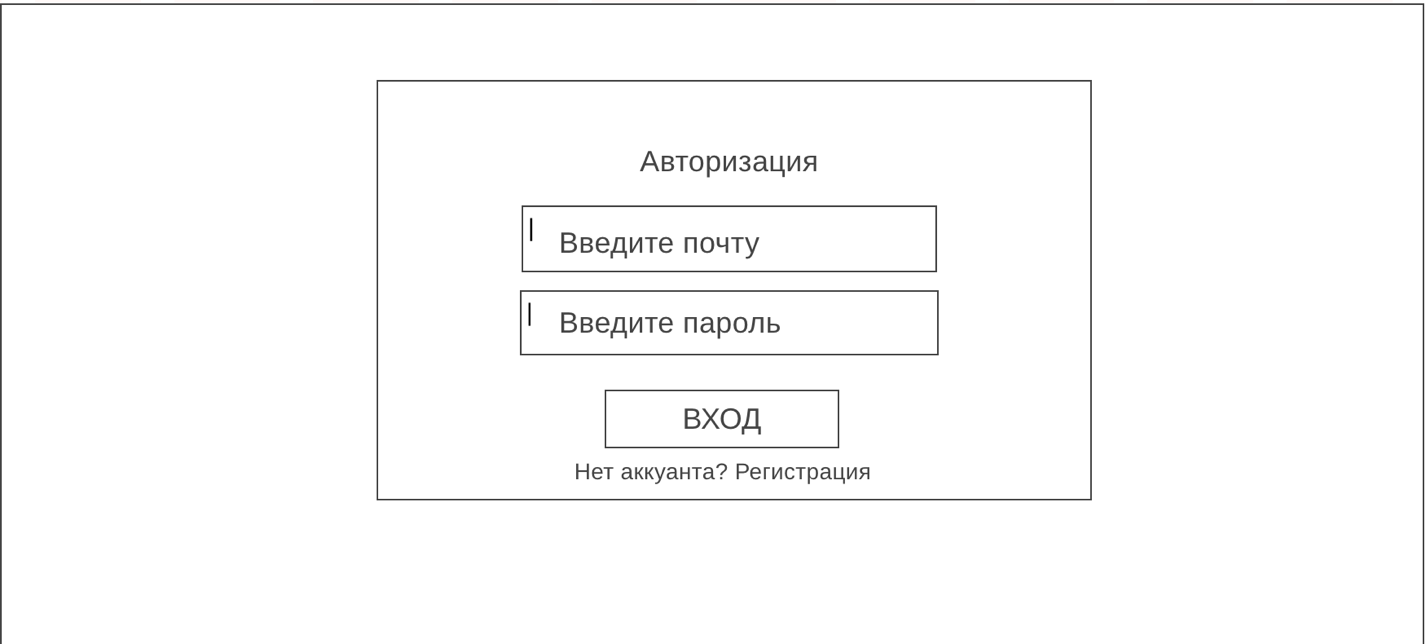 Авторизация
Введите почту
Введите пароль
ВХОД
Нет аккуанта? Регистрация